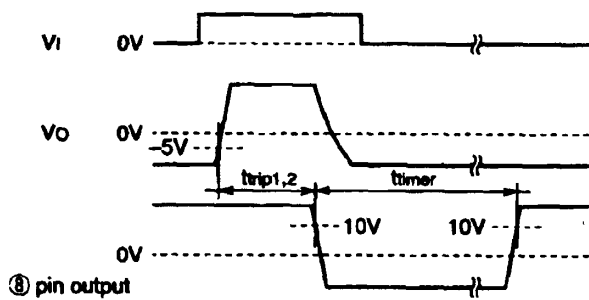 VI 0V
VO 0V
-5V
ttrip1,2 ttimer
10V 10V
0V
⑧ pin output